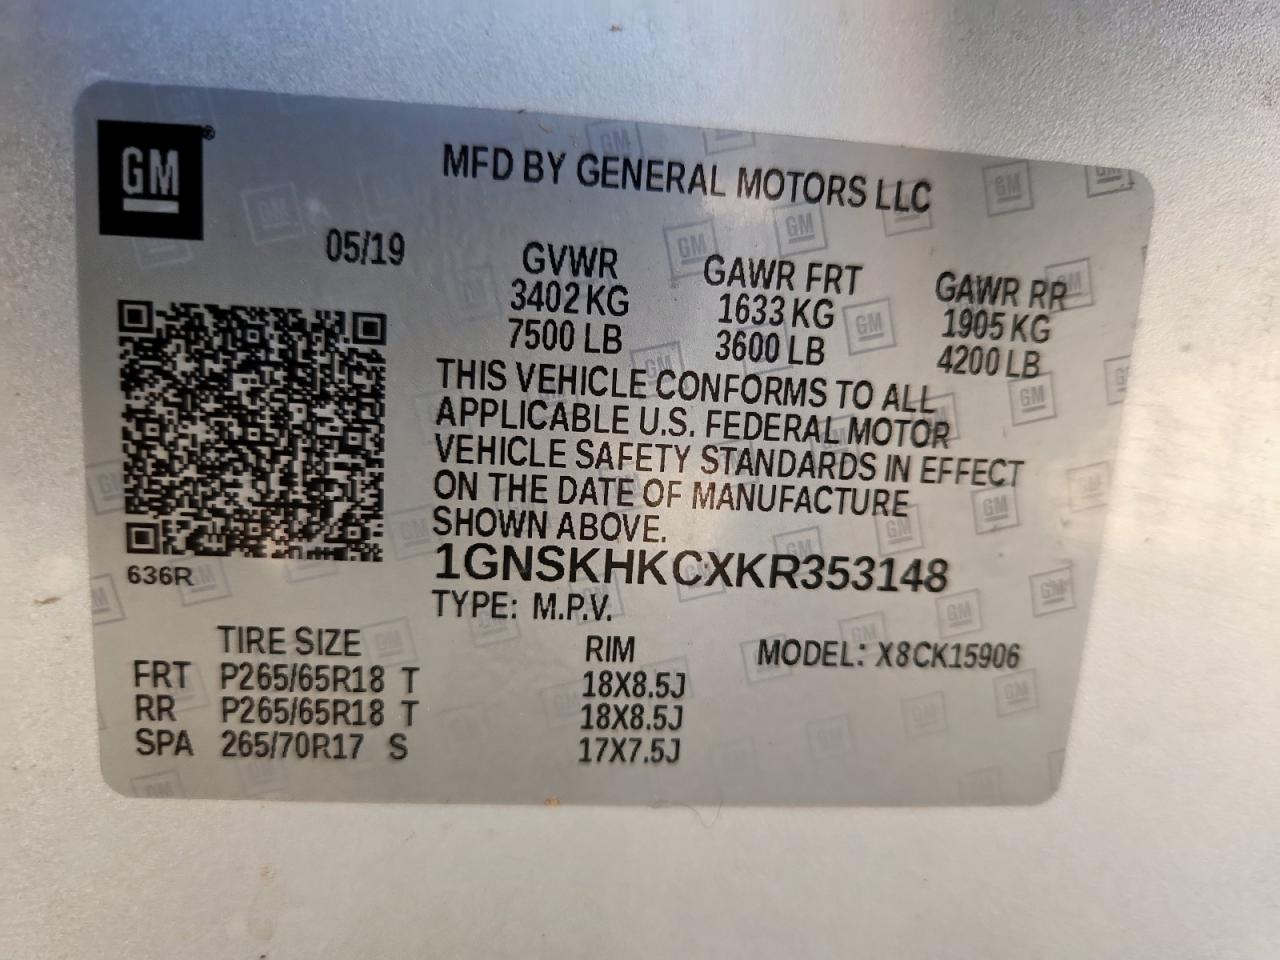 GM®
MFD BY GENERAL MOTORS LLC
05/19
GVWR
3402 KG
7500 LB
GAWR FRT
1633 KG
3600 LB
GAWR RR
1905 KG
4200 LB
THIS VEHICLE CONFORMS TO ALL
APPLICABLE U.S. FEDERAL MOTOR
VEHICLE SAFETY STANDARDS IN EFFECT
ON THE DATE OF MANUFACTURE
SHOWN ABOVE.
636R
1GNSKHKCXKR353148
TYPE: M.P.V.
TIRE SIZE RIM MODEL: X8CK15906
FRT P265/65R18 T 18X8.5J
RR P265/65R18 T 18X8.5J
SPA 265/70R17 S 17X7.5J